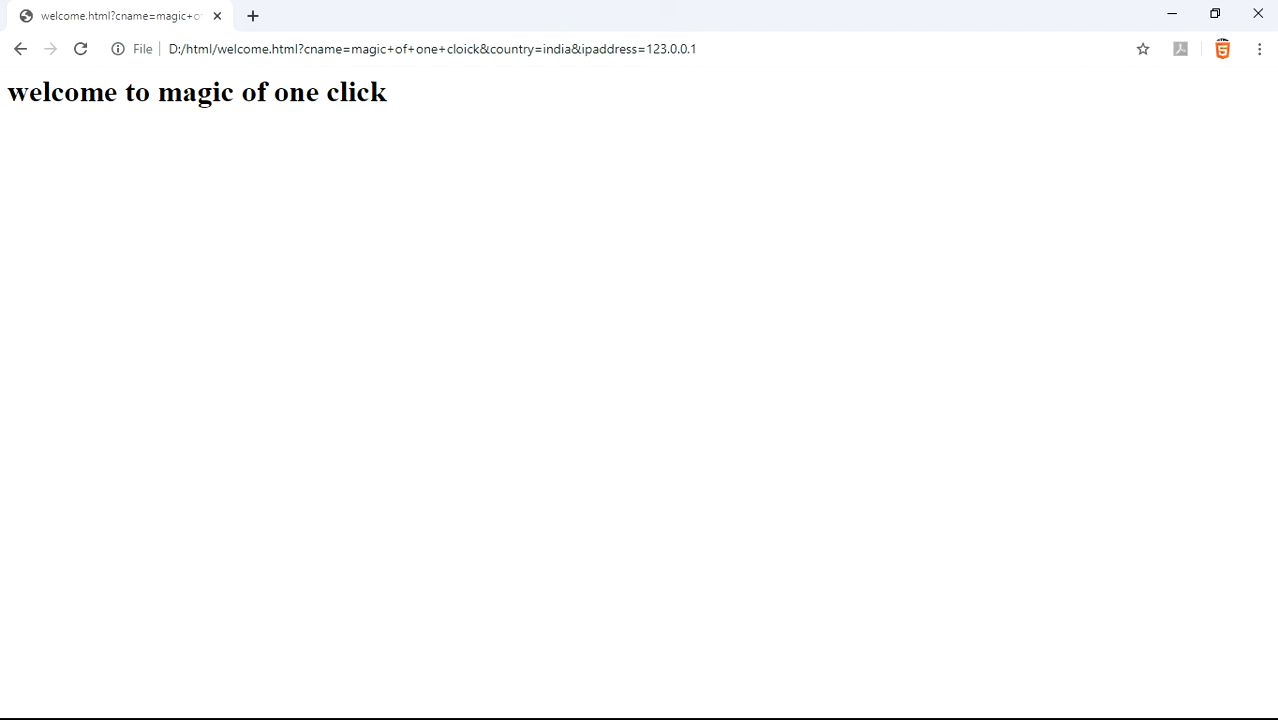 welcome.html?cname=magic+o
File
D:/html/welcome.html?cname=magic+of+one+cloick&country=india&ipaddress=123.0.0.1
welcome to magic of one click